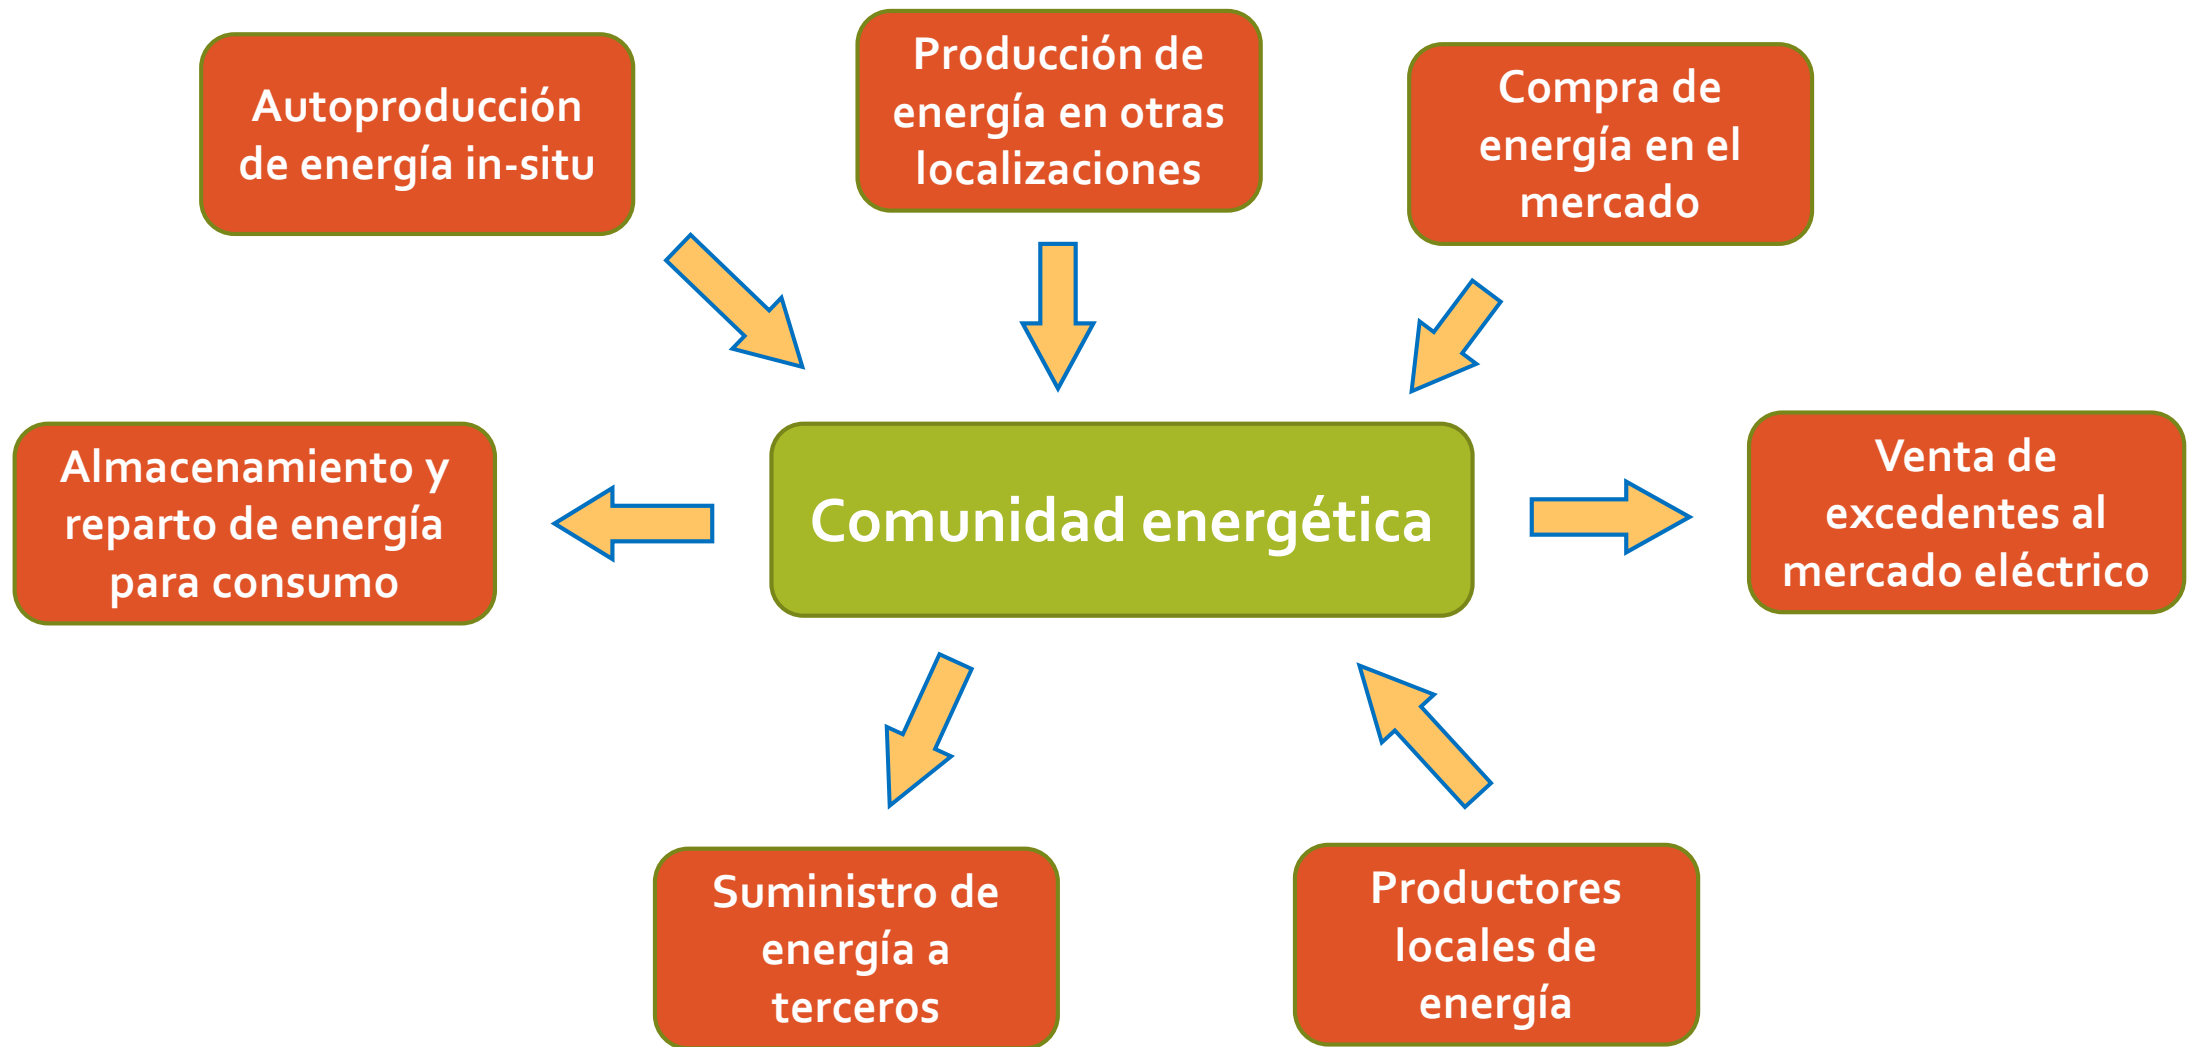 Autoproducción
de energía in-situ
Producción de
energía en otras
localizaciones
Compra de
energía en el
mercado
Almacenamiento y
reparto de energía
para consumo
Comunidad energética
Venta de
excedentes al
mercado eléctrico
Suministro de
energía a
terceros
Productores
locales de
energía